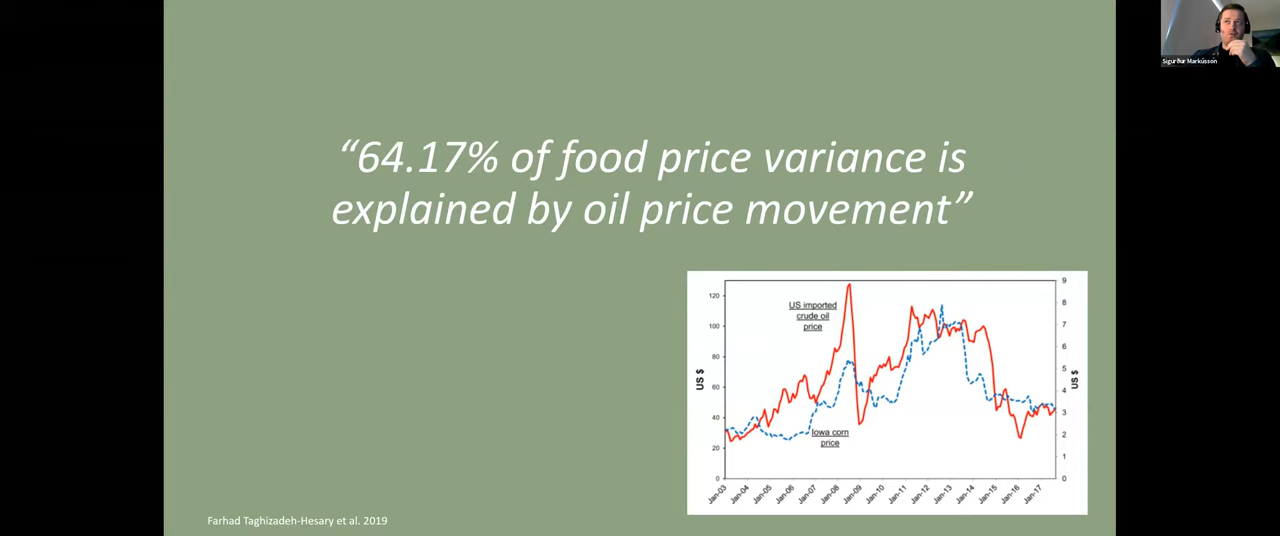 Sigurður Markússon
“64.17% of food price variance is
explained by oil price movement”
US imported
crude oil
price
Iowa corn
price
US $
120
100
80
60
40
20
0
9
8
7
6
5
4
3
2
1
0
US $
Jan-03
Jan-04
Jan-05
Jan-06
Jan-07
Jan-08
Jan-09
Jan-10
Jan-11
Jan-12
Jan-13
Jan-14
Jan-15
Jan-16
Jan-17
Farhad Taghizadeh-Hesary et al. 2019